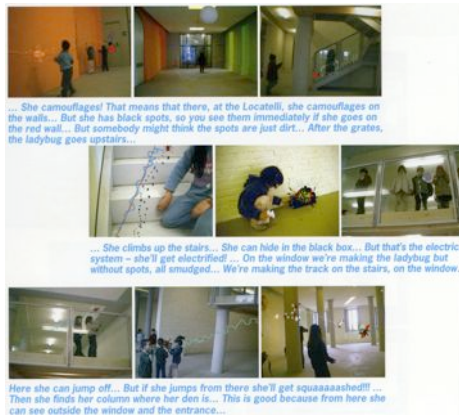 ... She camouflages! That means that there, at the Locatelli, she camouflages on
the walls... But she has black spots, so you see them immediately if she goes on
the red wall... But somebody might think the spots are just dirt... After the grates,
the ladybug goes upstairs...
... She climbs up the stairs... She can hide in the black box... But that's the electric
system – she'll get electrified! ... On the window we're making the ladybug but
without spots, all smudged... We're making the track on the stairs, on the window.
Here she can jump off... But if she jumps from there she'll get squaaaaashed!!! ...
Then she finds her column where her den is... This is good because from here she
can see outside the window and the entrance...